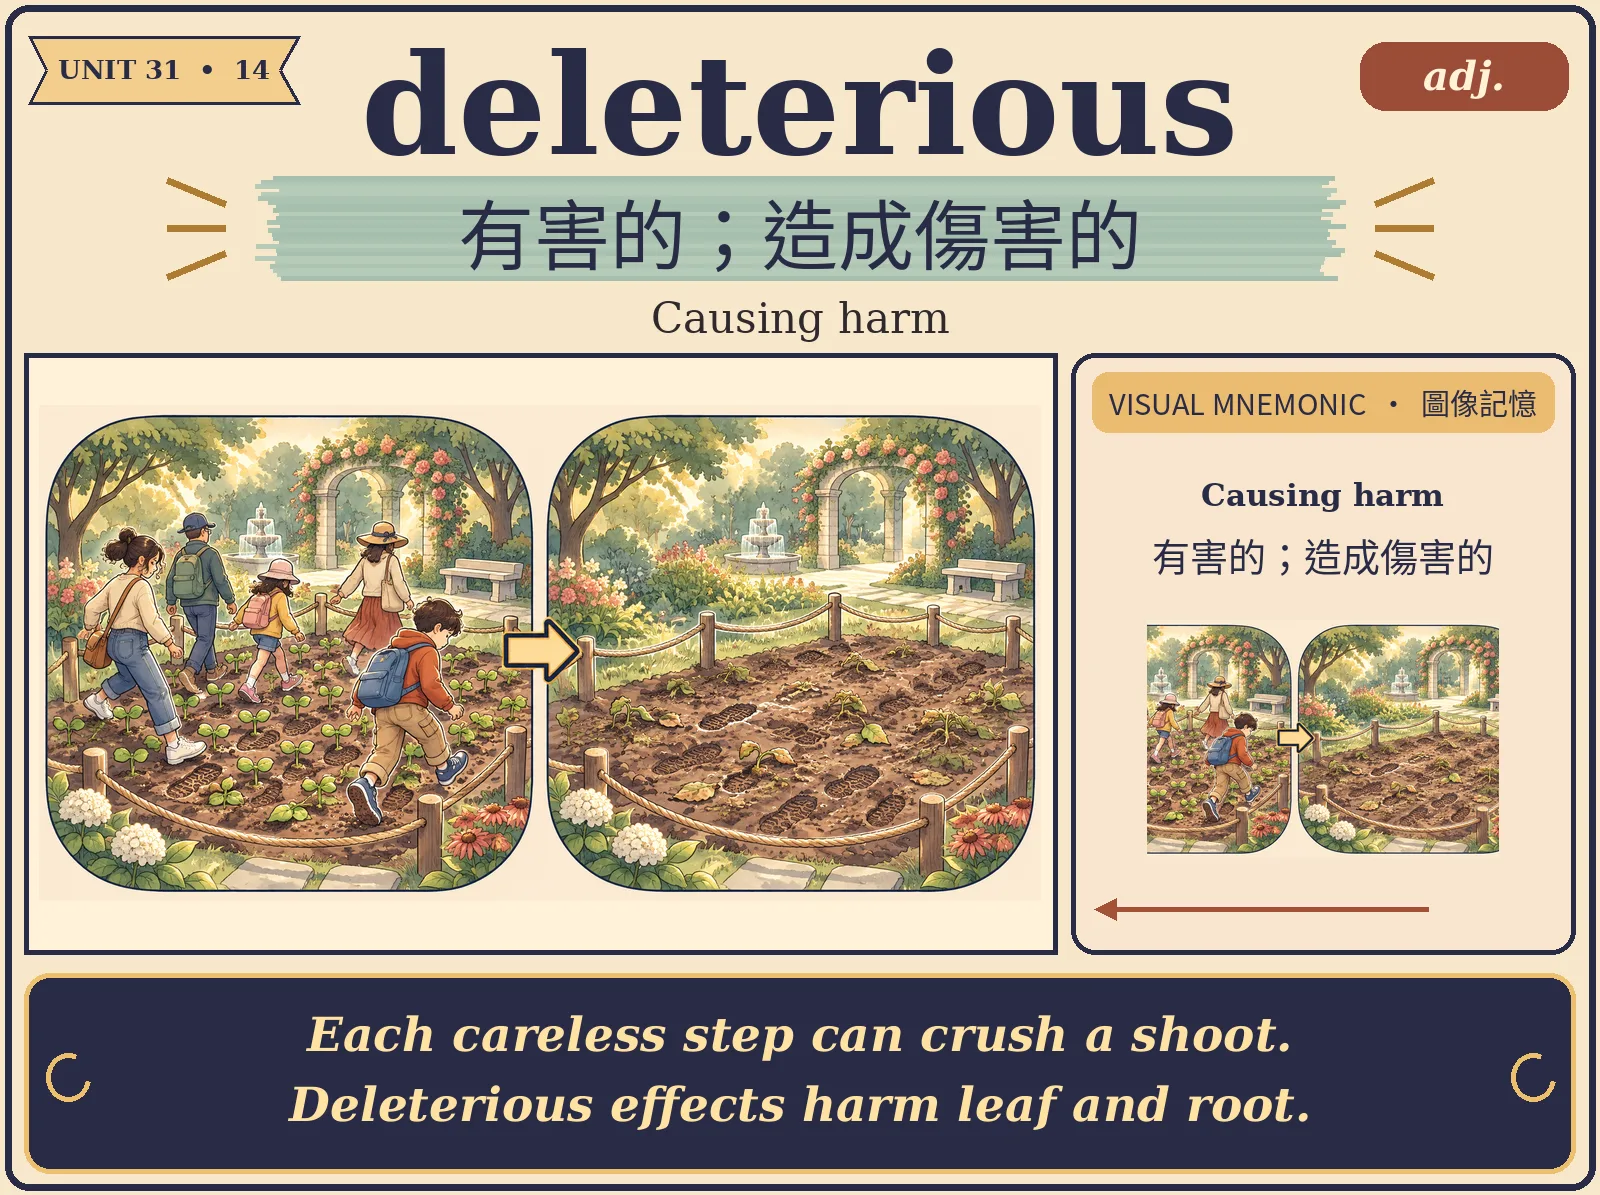 UNIT 31 • 14
deleterious
adj.
有害的；造成傷害的
Causing harm
VISUAL MNEMONIC • 圖像記憶
Causing harm
有害的；造成傷害的
Each careless step can crush a shoot.
Deleterious effects harm leaf and root.